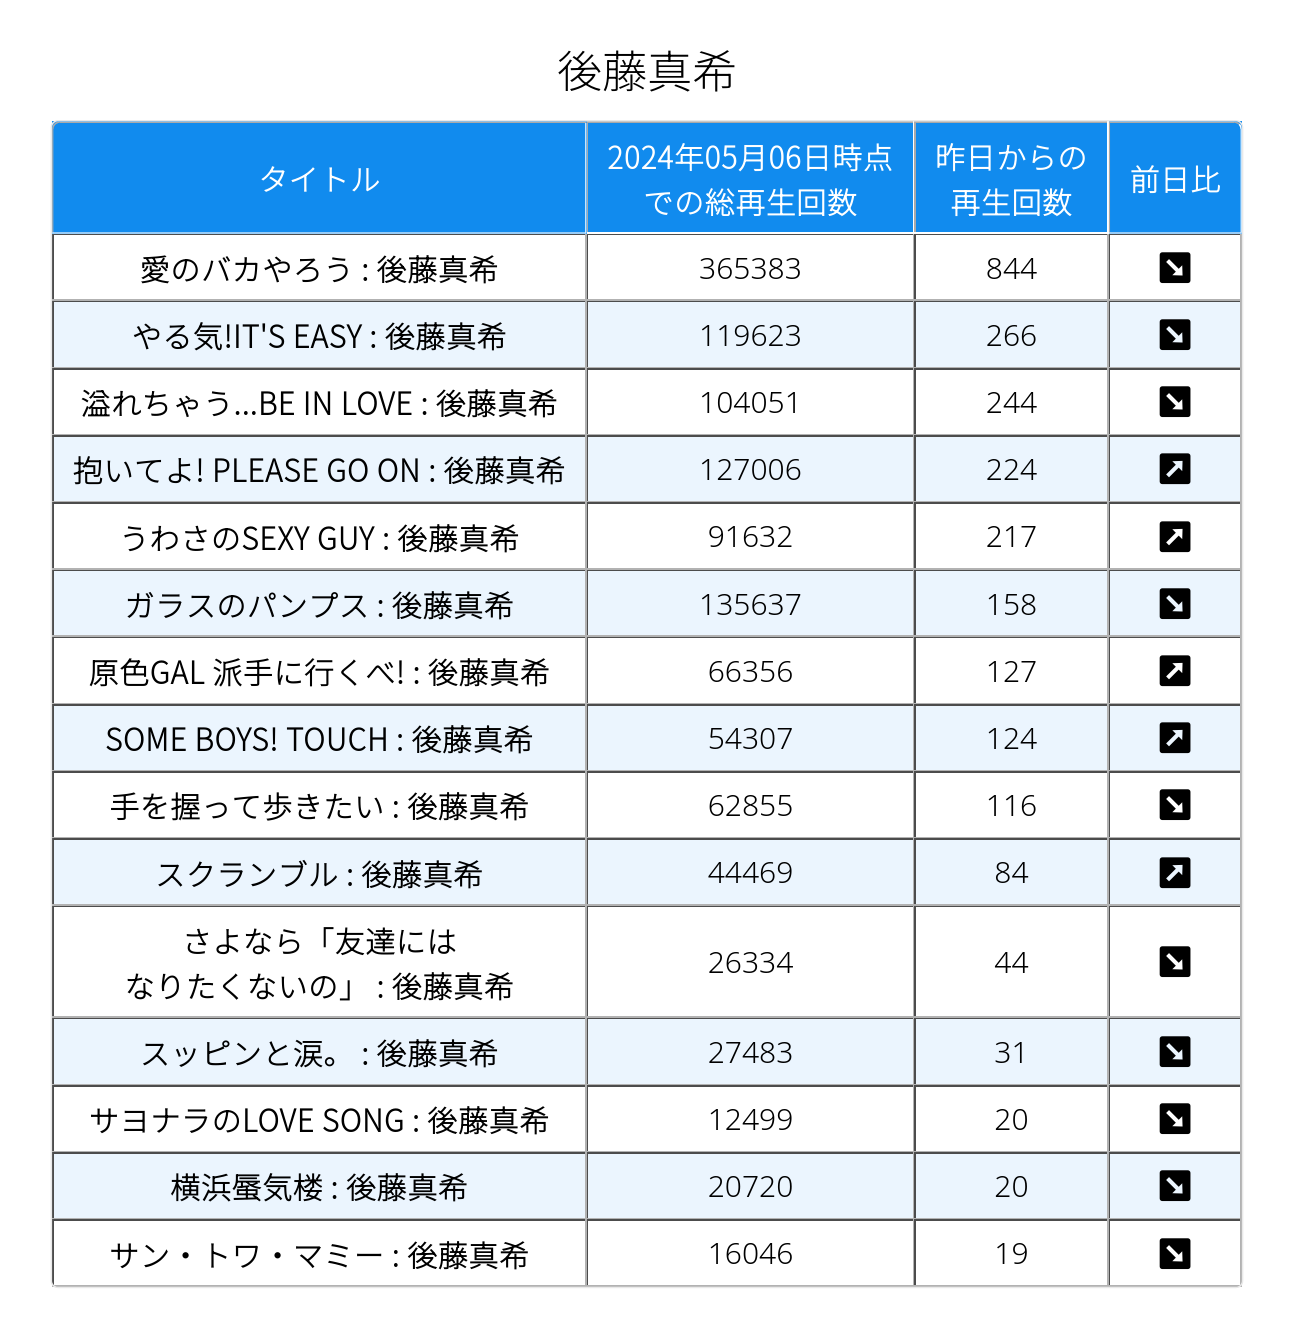 後藤真希
タイトル
2024年05月06日時点
での総再生回数
昨日からの
再生回数
前日比
愛のバカやろう : 後藤真希 365383 844
やる気!IT'S EASY : 後藤真希 119623 266
溢れちゃう...BE IN LOVE : 後藤真希 104051 244
抱いてよ! PLEASE GO ON : 後藤真希 127006 224
うわさのSEXY GUY : 後藤真希 91632 217
ガラスのパンプス : 後藤真希 135637 158
原色GAL 派手に行くべ! : 後藤真希 66356 127
SOME BOYS! TOUCH : 後藤真希 54307 124
手を握って歩きたい : 後藤真希 62855 116
スクランブル : 後藤真希 44469 84
さよなら「友達には
なりたくないの」 : 後藤真希 26334 44
スッピンと涙。 : 後藤真希 27483 31
サヨナラのLOVE SONG : 後藤真希 12499 20
横浜蜃気楼 : 後藤真希 20720 20
サン・トワ・マミー : 後藤真希 16046 19